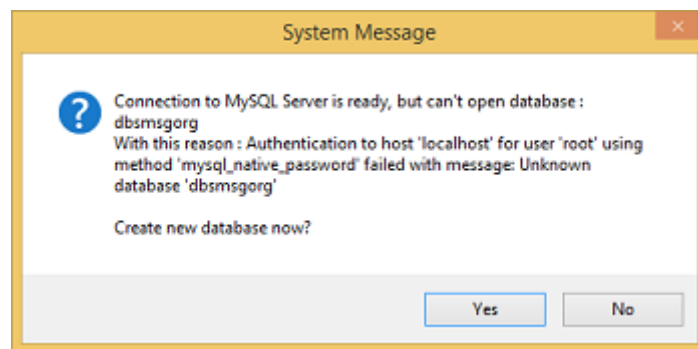 System Message
Connection to MySQL Server is ready, but can't open database :
dbsmsgorg
With this reason : Authentication to host 'localhost' for user 'root' using
method 'mysql_native_password' failed with message: Unknown
database 'dbsmsgorg'
Create new database now?
Yes No